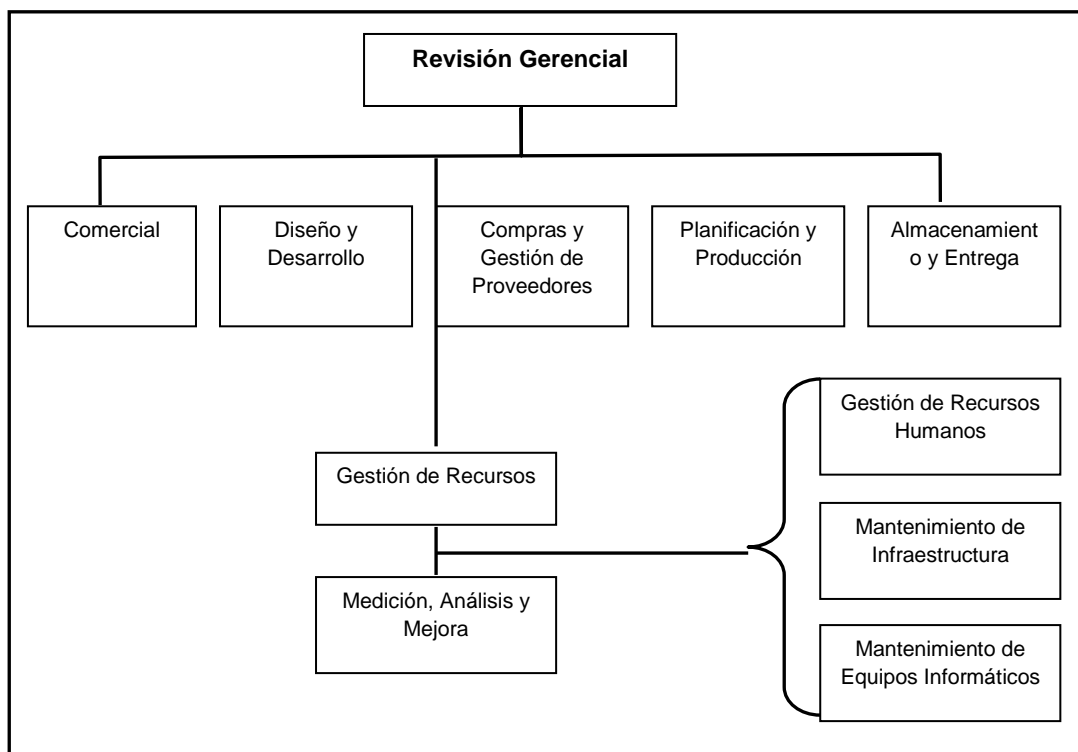 Revisión Gerencial
Comercial
Diseño y
Desarrollo
Compras y
Gestión de
Proveedores
Planificación y
Producción
Almacenamient
o y Entrega
Gestión de Recursos
Humanos
Gestión de Recursos
Mantenimiento de
Infraestructura
Medición, Análisis y
Mejora
Mantenimiento de
Equipos Informáticos